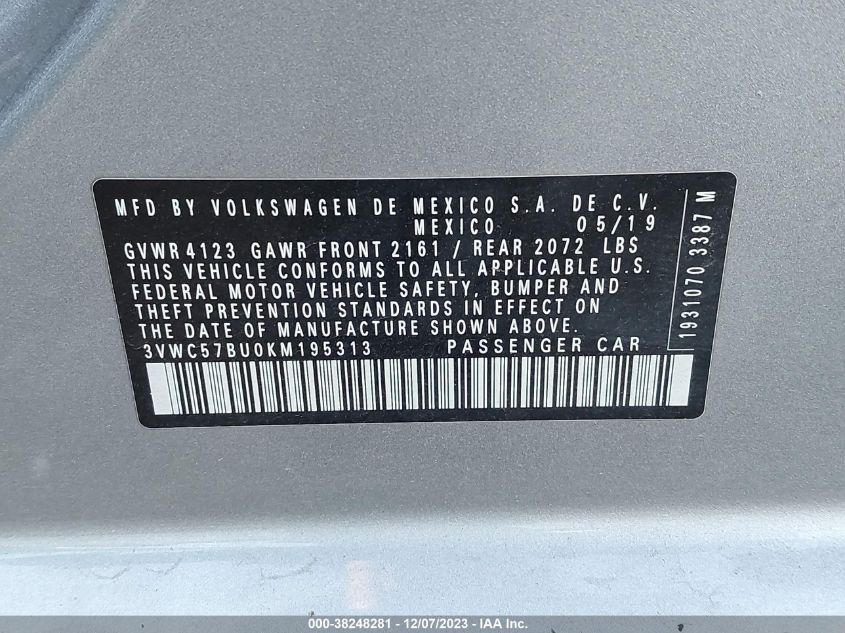 MFD BY VOLKSWAGEN DE MEXICO S.A. DE C.V.
MEXICO 05/19
GVWR 4123 GAWR FRONT 2161 / REAR 2072 LBS
THIS VEHICLE CONFORMS TO ALL APPLICABLE U.S.
FEDERAL MOTOR VEHICLE SAFETY, BUMPER AND
THEFT PREVENTION STANDARDS IN EFFECT ON
THE DATE OF MANUFACTURE SHOWN ABOVE.
3VWC57BU0KM195313 PASSENGER CAR
1931070 3387 M
000-38248281 - 12/07/2023 - IAA Inc.